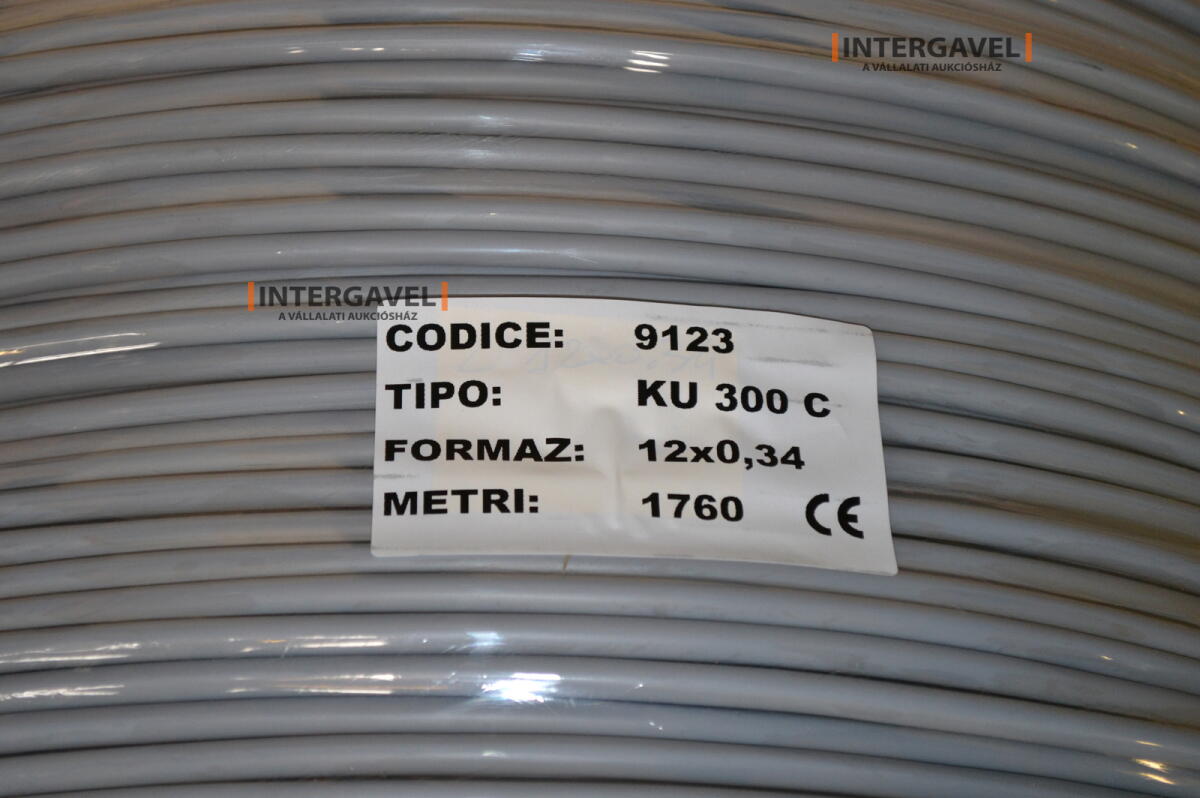 INTERGAVEL
A VÁLLALATI AUKCIÓSHÁZ
INTERGAVEL
A VÁLLALATI AUKCIÓSHÁZ
CODICE: 9123
TIPO: KU 300 C
FORMAZ: 12x0,34
METRI: 1760 CE